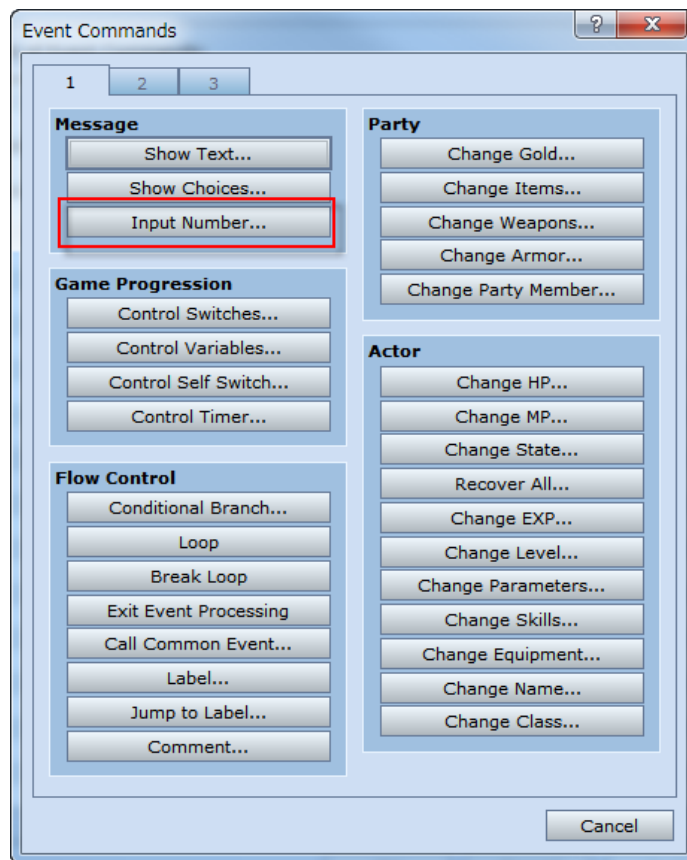 Event Commands
1
2
3
Message
Show Text...
Show Choices...
Input Number...
Game Progression
Control Switches...
Control Variables...
Control Self Switch...
Control Timer...
Flow Control
Conditional Branch...
Loop
Break Loop
Exit Event Processing
Call Common Event...
Label...
Jump to Label...
Comment...
Party
Change Gold...
Change Items...
Change Weapons...
Change Armor...
Change Party Member...
Actor
Change HP...
Change MP...
Change State...
Recover All...
Change EXP...
Change Level...
Change Parameters...
Change Skills...
Change Equipment...
Change Name...
Change Class...
Cancel